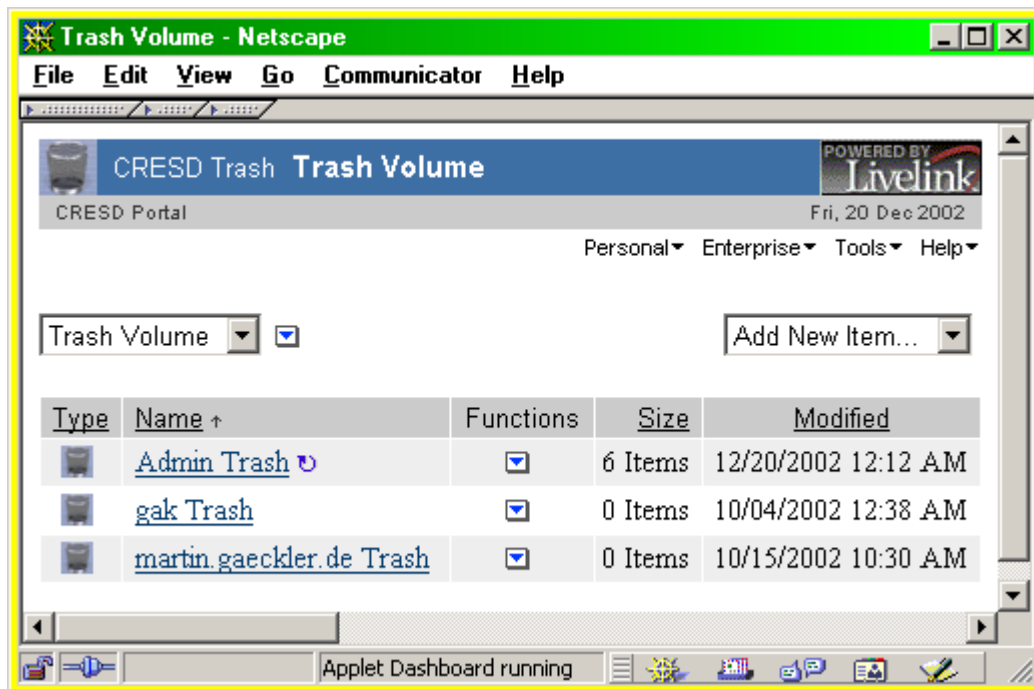 Trash Volume - Netscape
File Edit View Go Communicator Help
CRESD Trash Trash Volume
POWERED BY
Livelink
CRESD Portal Fri, 20 Dec 2002
Personal Enterprise Tools Help
Trash Volume Add New Item...
Type Name Functions Size Modified
Admin Trash 6 Items 12/20/2002 12:12 AM
gak Trash 0 Items 10/04/2002 12:38 AM
martin.gaeckler.de Trash 0 Items 10/15/2002 10:30 AM
Applet Dashboard running